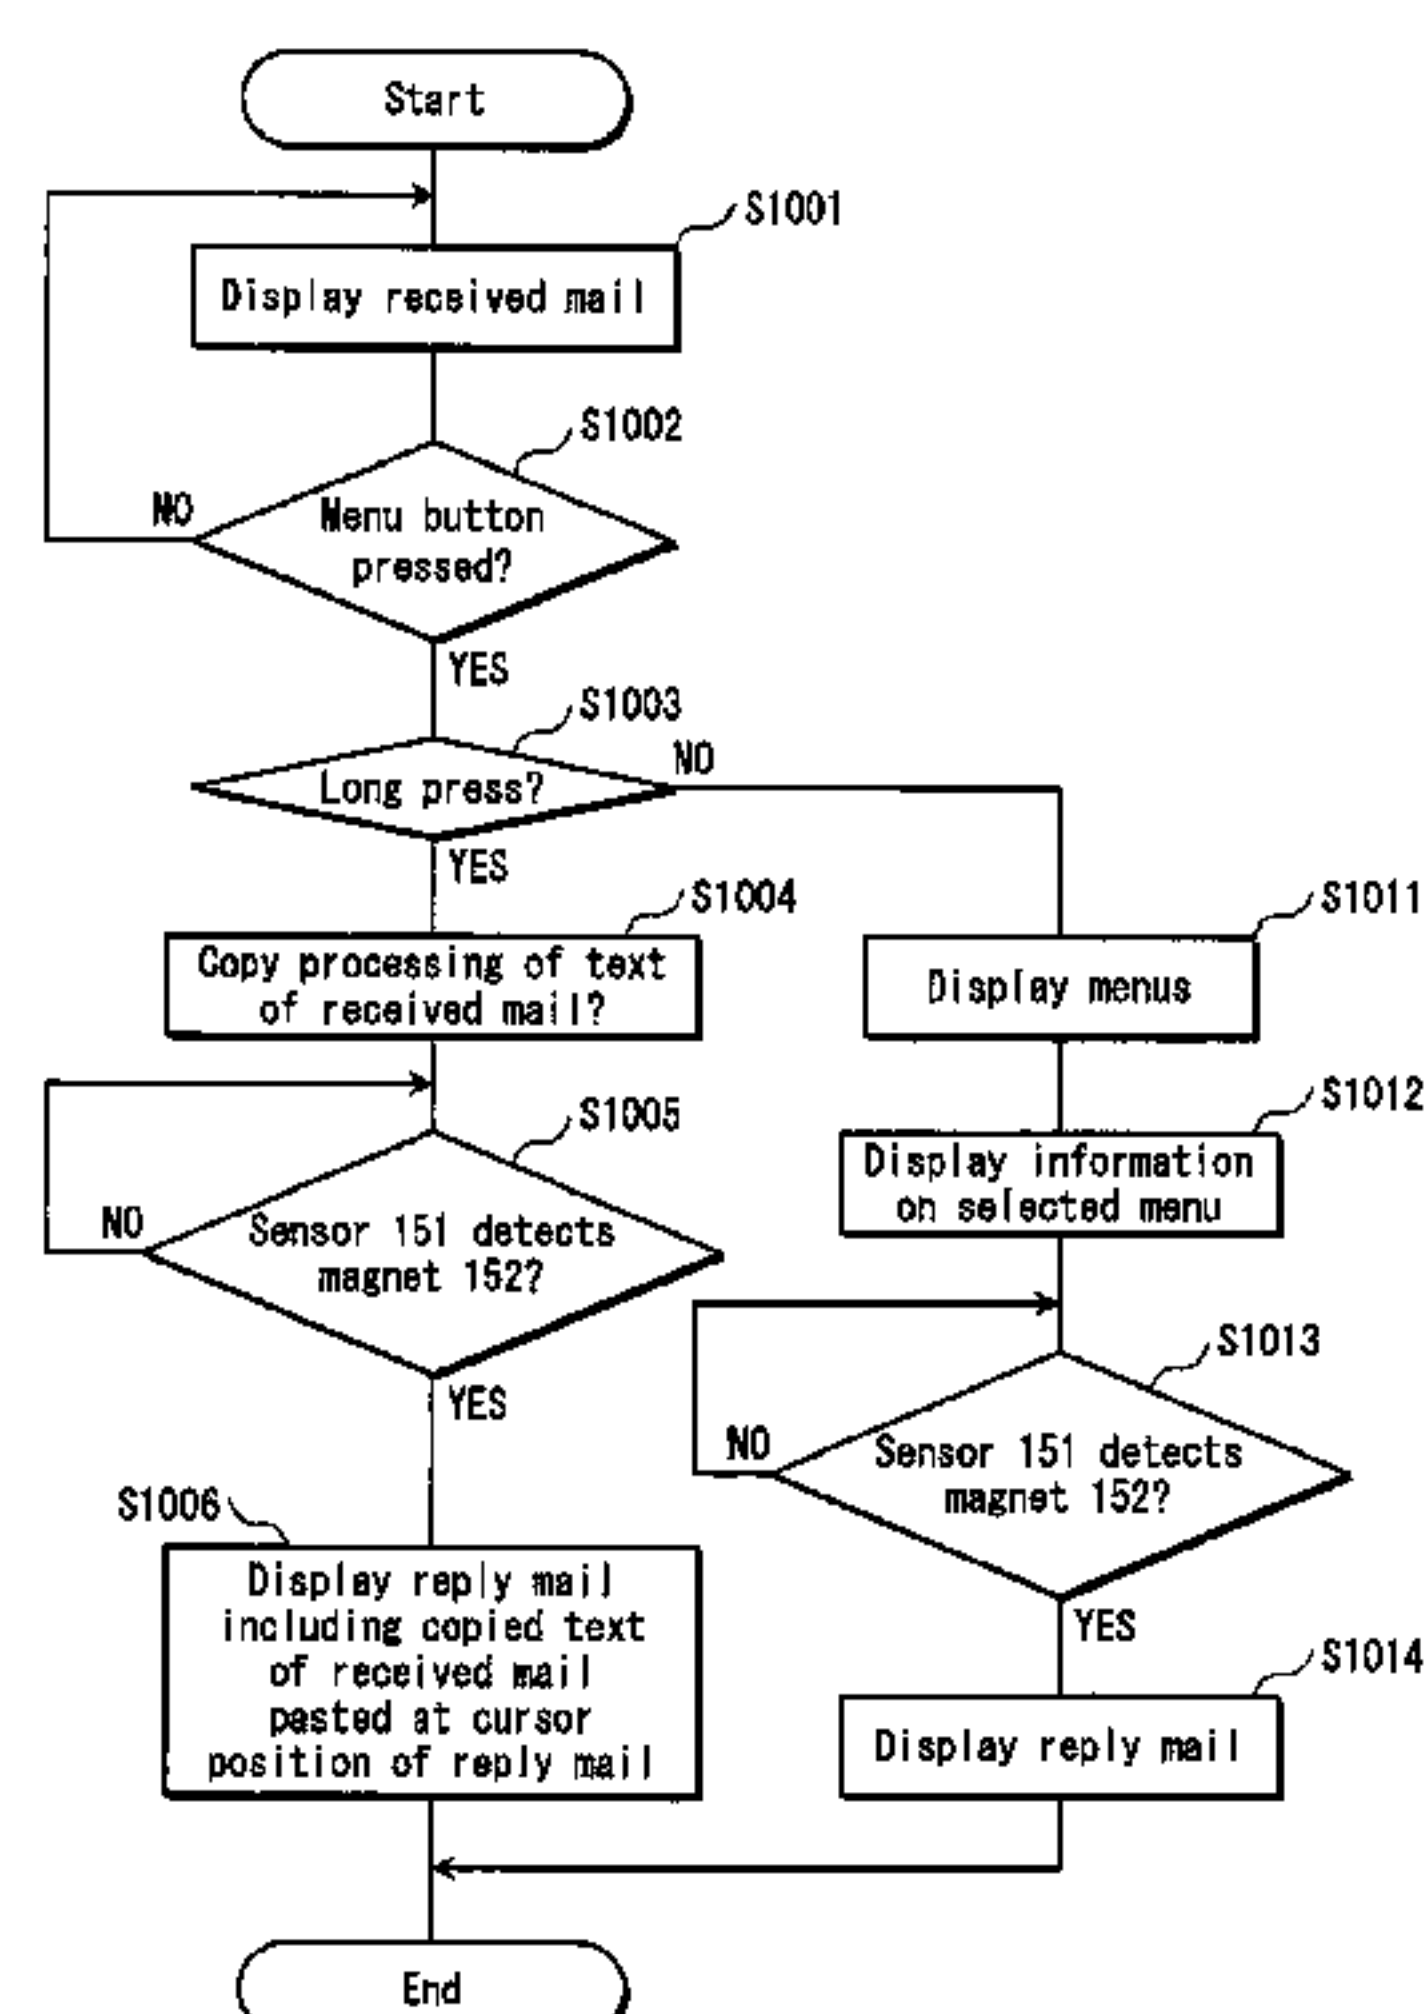 Start
S1001
Display received mail
S1002
NO
Menu button
pressed?
YES
S1003
NO
Long press?
YES
S1004
Copy processing of text
of received mail?
S1011
Display menus
S1005
NO
Sensor 151 detects
magnet 152?
YES
S1012
Display information
on selected menu
S1013
NO
Sensor 151 detects
magnet 152?
YES
S1006
Display reply mail
including copied text
of received mail
pasted at cursor
position of reply mail
S1014
Display reply mail
End